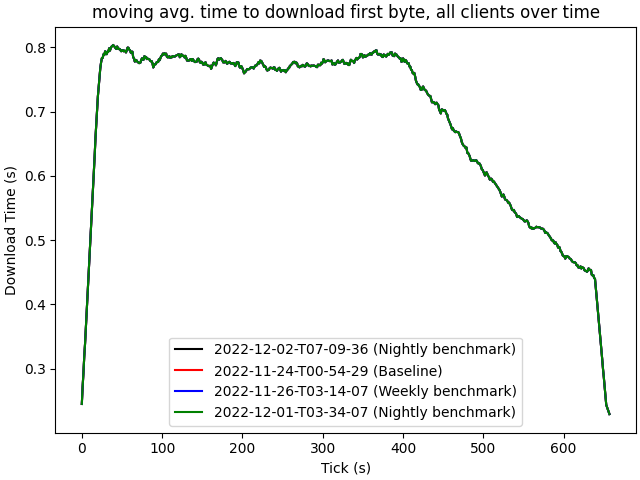 moving avg. time to download first byte, all clients over time
Download Time (s)
0.8
0.7
0.6
0.5
0.4
0.3
2022-12-02-T07-09-36 (Nightly benchmark)
2022-11-24-T00-54-29 (Baseline)
2022-11-26-T03-14-07 (Weekly benchmark)
2022-12-01-T03-34-07 (Nightly benchmark)
0 100 200 300 400 500 600
Tick (s)